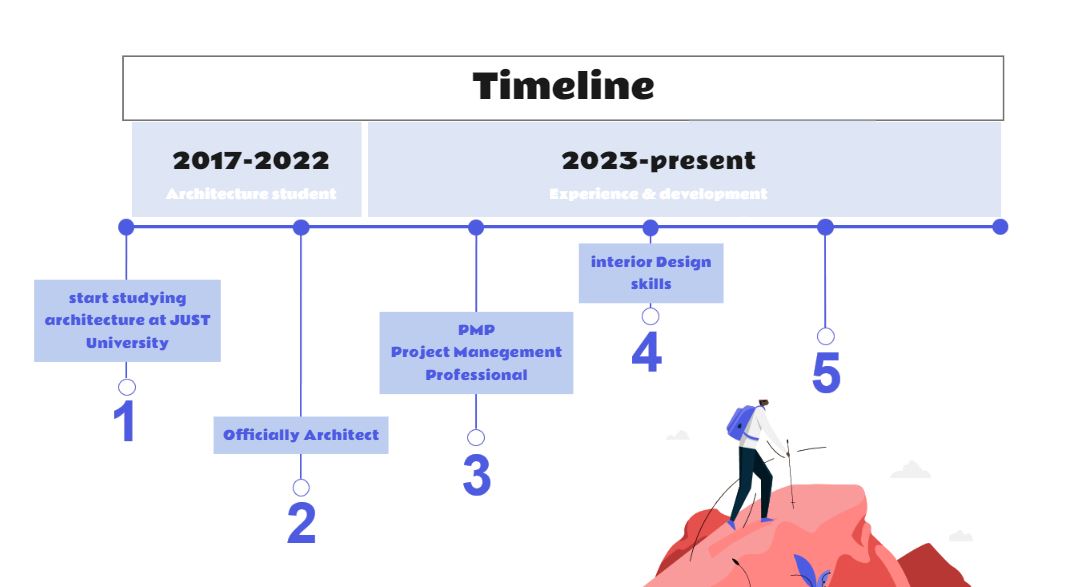 Timeline
2017-2022
Architecture student
2023-present
Experience & development
start studying
architecture at JUST
University
1
Officially Architect
2
PMP
Project Manegement
Professional
3
interior Design
skills
4
5